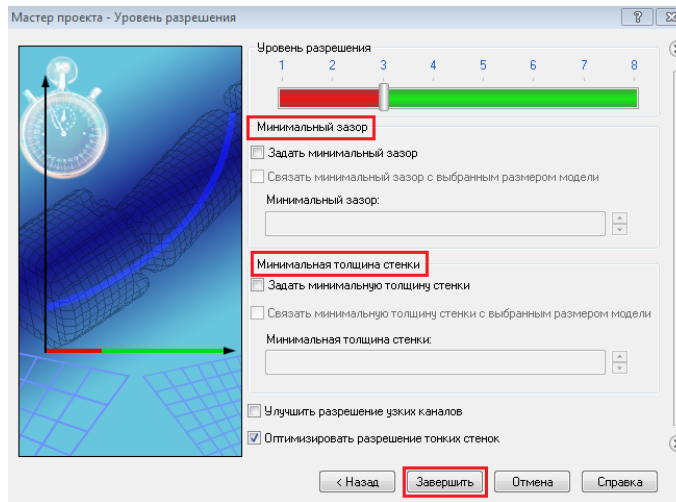 Мастер проекта - Уровень разрешения
Уровень разрешения
1 2 3 4 5 6 7 8
Минимальный зазор
Задать минимальный зазор
Связать минимальный зазор с выбранным размером модели
Минимальный зазор:
Минимальная толщина стенки
Задать минимальную толщину стенки
Связать минимальную толщину стенки с выбранным размером модели
Минимальная толщина стенки:
Улучшить разрешение узких каналов
Оптимизировать разрешение тонких стенок
< Назад Завершить Отмена Справка